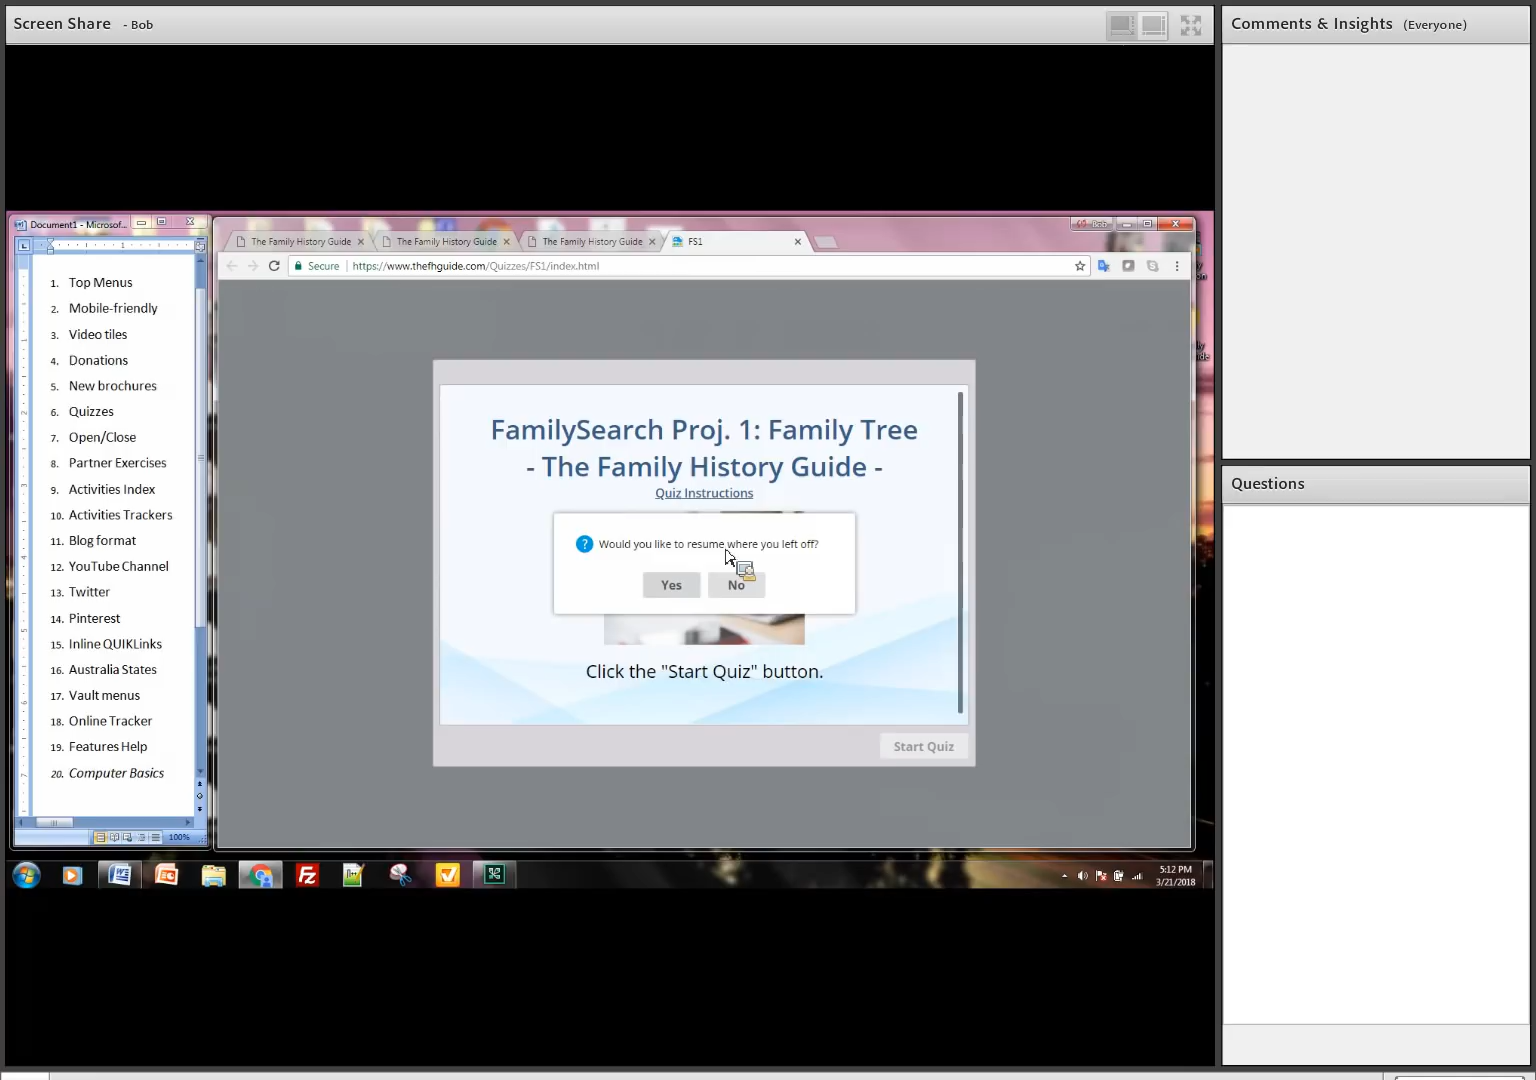 Screen Share - Bob
Comments & Insights (Everyone)
Questions
Document1 - Microsof...
1. Top Menus
2. Mobile-friendly
3. Video tiles
4. Donations
5. New brochures
6. Quizzes
7. Open/Close
8. Partner Exercises
9. Activities Index
10. Activities Trackers
11. Blog format
12. YouTube Channel
13. Twitter
14. Pinterest
15. Inline QUIKLinks
16. Australia States
17. Vault menus
18. Online Tracker
19. Features Help
20. Computer Basics
100%
Bob
The Family History Guide
The Family History Guide
The Family History Guide
FS1
Secure https://www.thefhguide.com/Quizzes/FS1/index.html
FamilySearch Proj. 1: Family Tree
- The Family History Guide -
Quiz Instructions
Would you like to resume where you left off?
Yes No
Click the "Start Quiz" button.
Start Quiz
5:12 PM
3/21/2018